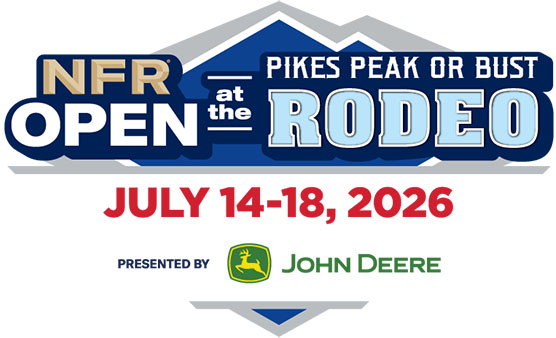 NFR®
OPEN
at
the
PIKES PEAK OR BUST
RODEO
JULY 14-18, 2026
PRESENTED BY JOHN DEERE